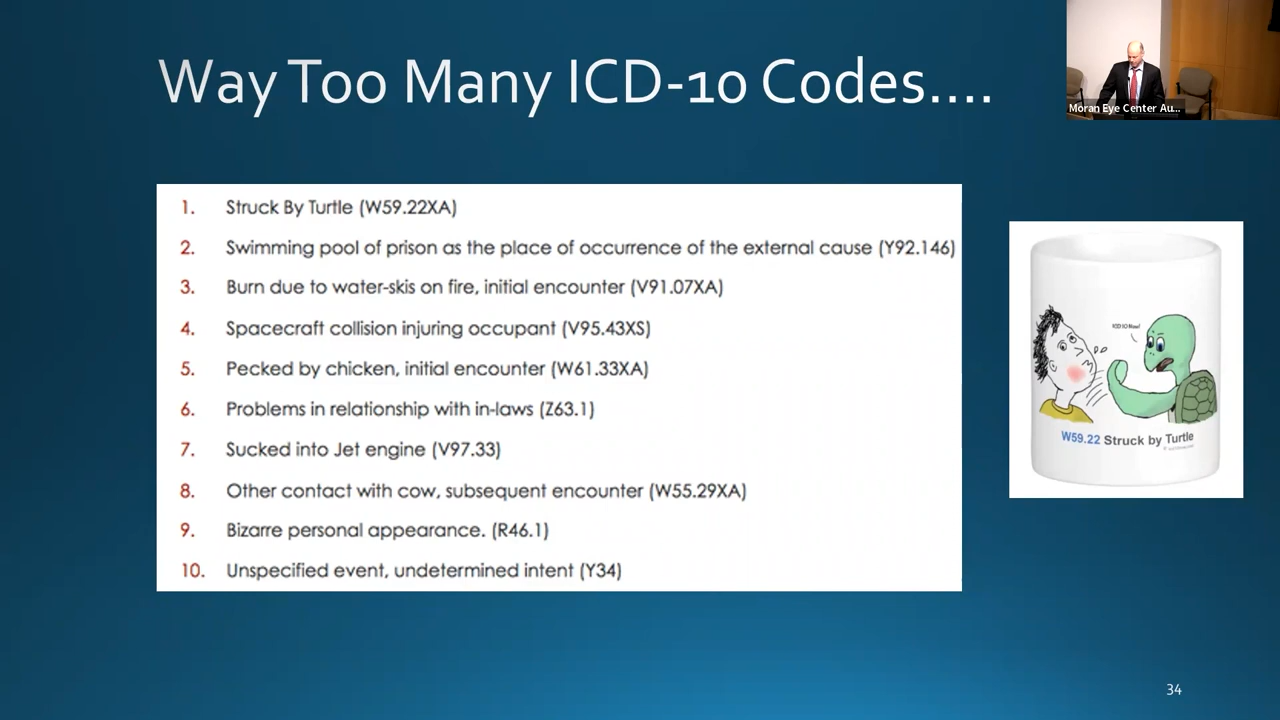 Way Too Many ICD-10 Codes....
Moran Eye Center Au...
1. Struck By Turtle (W59.22XA)
2. Swimming pool of prison as the place of occurrence of the external cause (Y92.146)
3. Burn due to water-skis on fire, initial encounter (V91.07XA)
4. Spacecraft collision injuring occupant (V95.43XS)
5. Pecked by chicken, initial encounter (W61.33XA)
6. Problems in relationship with in-laws (Z63.1)
7. Sucked into Jet engine (V97.33)
8. Other contact with cow, subsequent encounter (W55.29XA)
9. Bizarre personal appearance. (R46.1)
10. Unspecified event, undetermined intent (Y34)
ICD 10 Now!
W59.22 Struck by Turtle
34